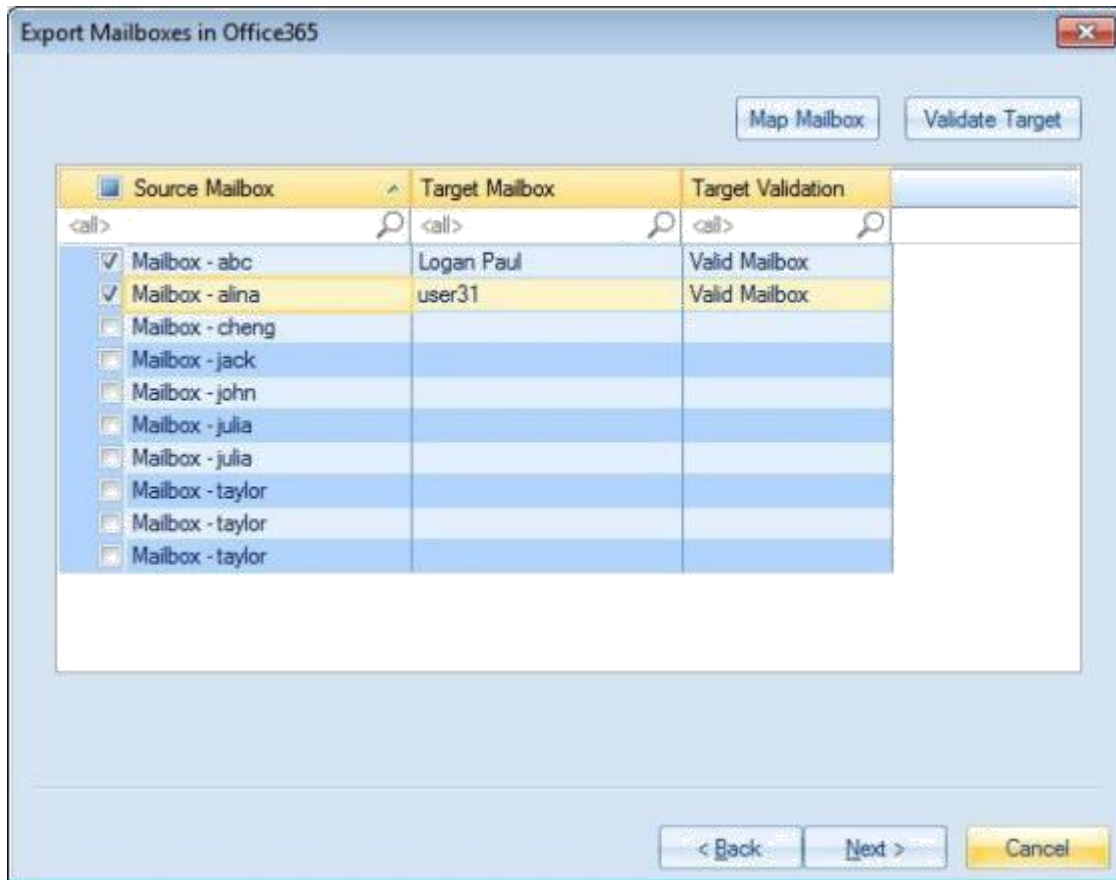 Export Mailboxes in Office365
Map Mailbox Validate Target
Source Mailbox Target Mailbox Target Validation
<all> <all> <all>
Mailbox - abc Logan Paul Valid Mailbox
Mailbox - alina user31 Valid Mailbox
Mailbox - cheng
Mailbox - jack
Mailbox - john
Mailbox - julia
Mailbox - julia
Mailbox - taylor
Mailbox - taylor
Mailbox - taylor
< Back Next > Cancel